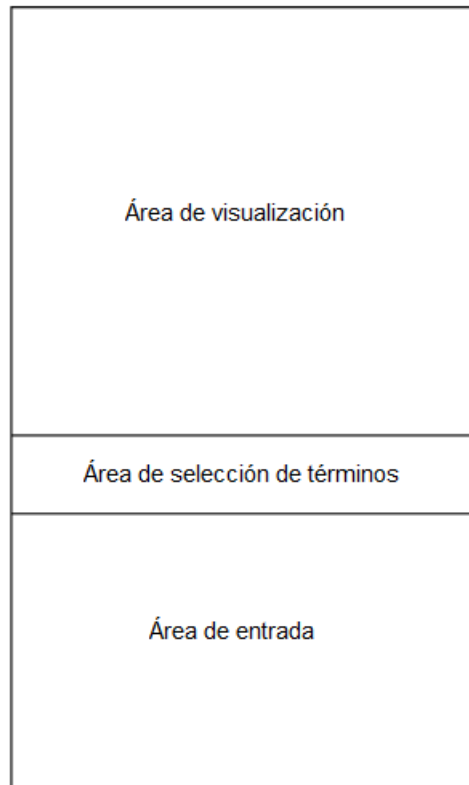 Área de visualización
Área de selección de términos
Área de entrada